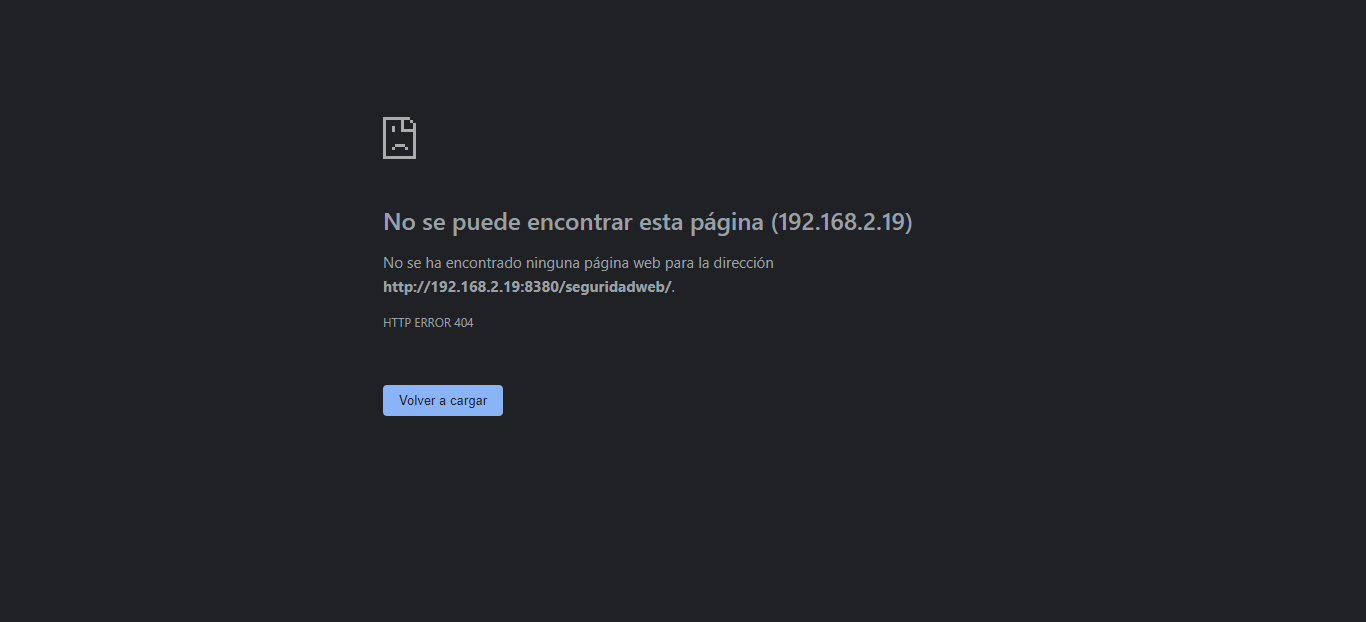 No se puede encontrar esta página (192.168.2.19)
No se ha encontrado ninguna página web para la dirección
http://192.168.2.19:8380/seguridadweb/.
HTTP ERROR 404
Volver a cargar